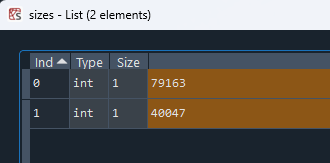 sizes - List (2 elements)
Ind Type Size
0 int 1 79163
1 int 1 40047